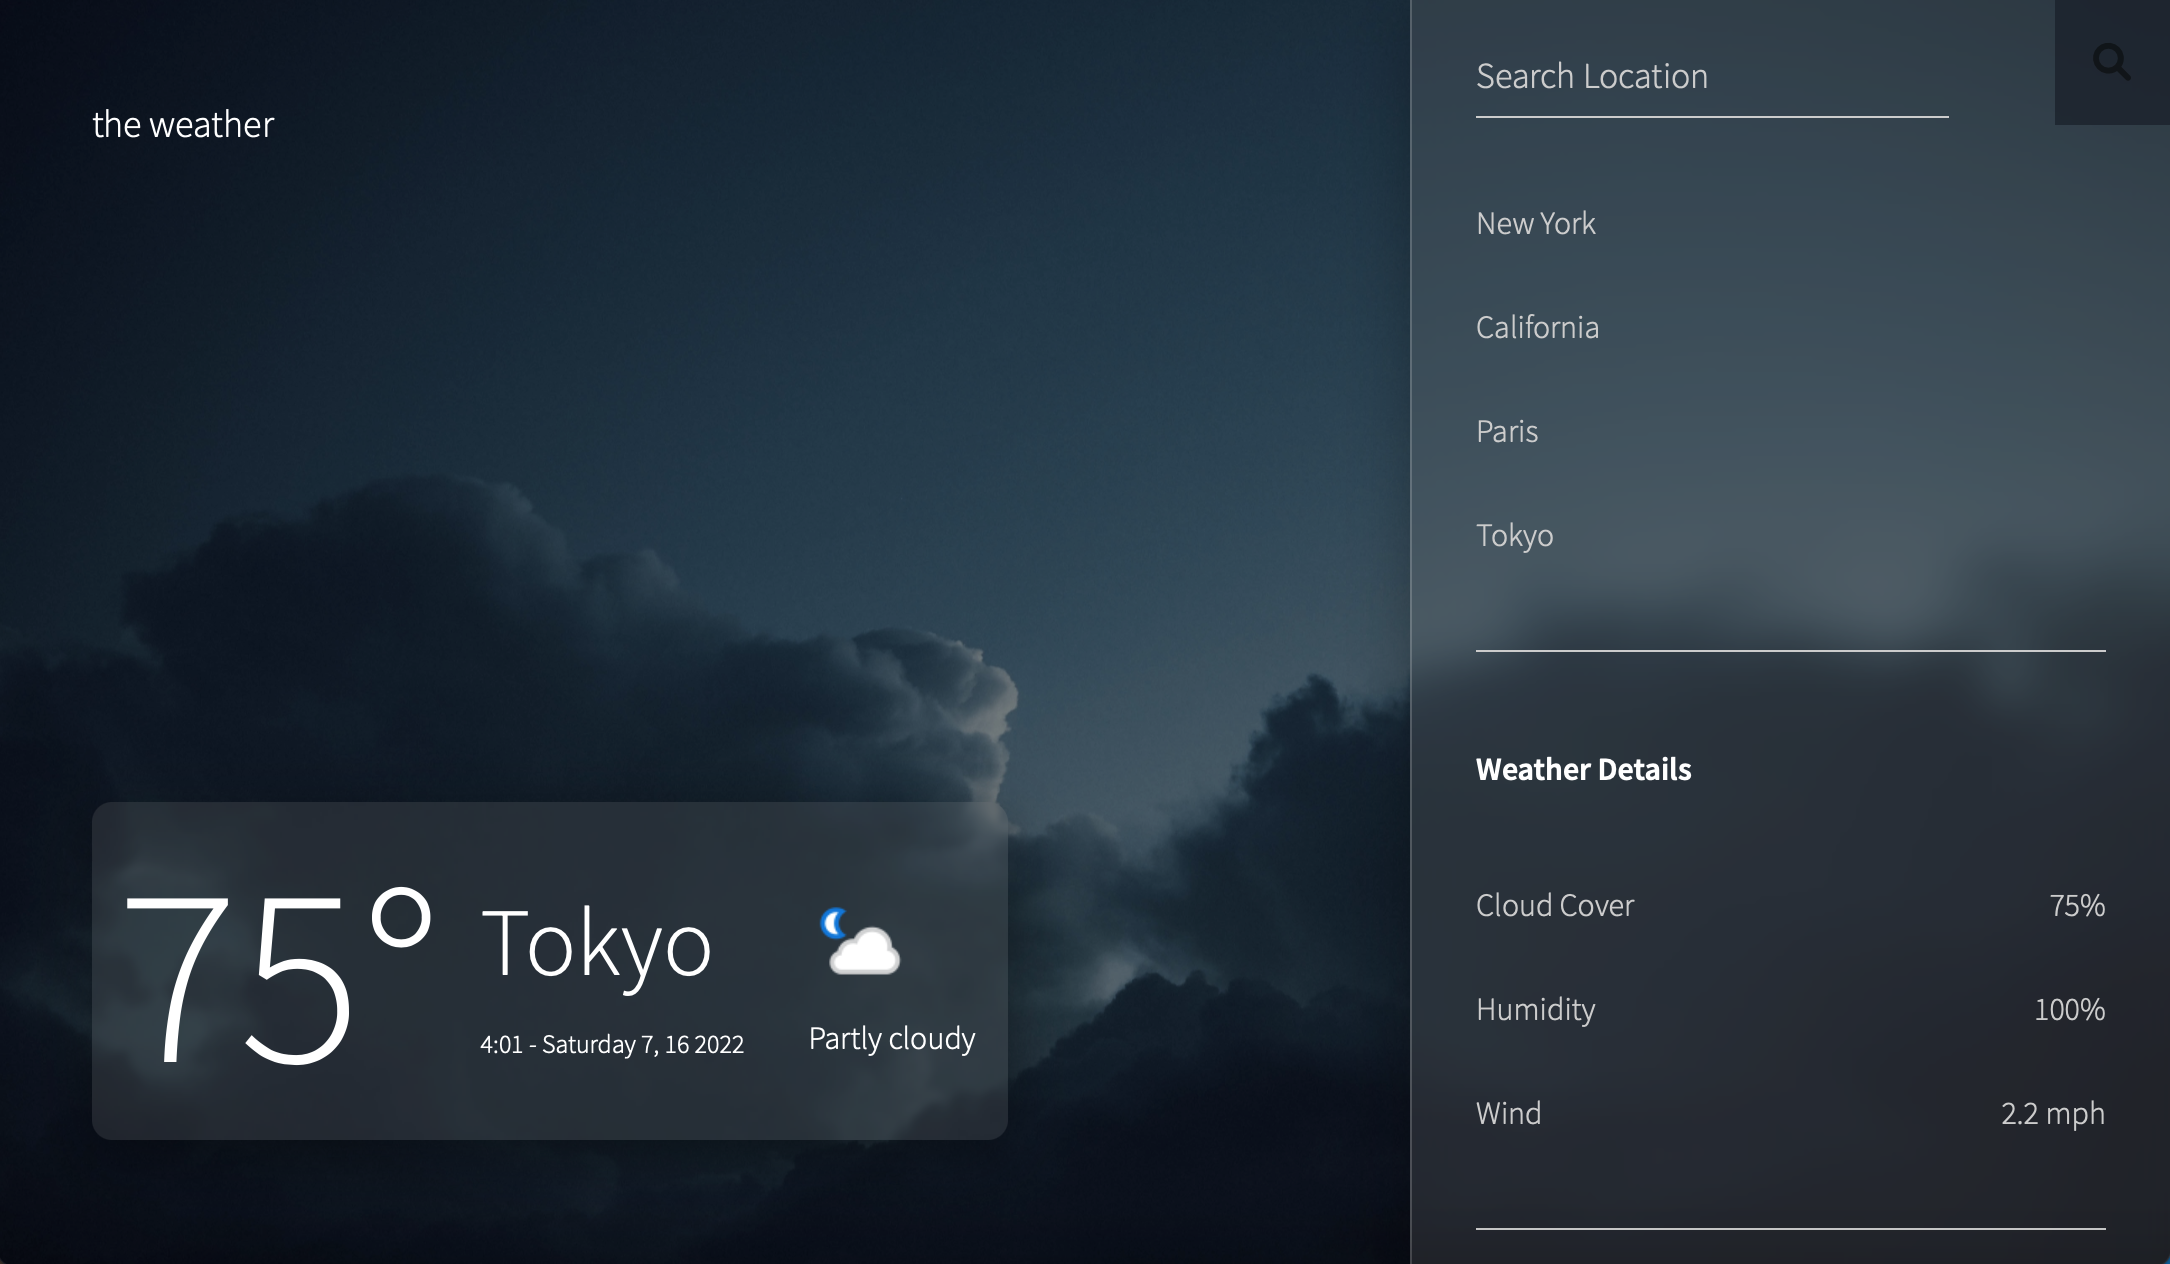 the weather
75°
Tokyo
4:01 - Saturday 7, 16 2022
Partly cloudy
Search Location
New York
California
Paris
Tokyo
Weather Details
Cloud Cover 75%
Humidity 100%
Wind 2.2 mph